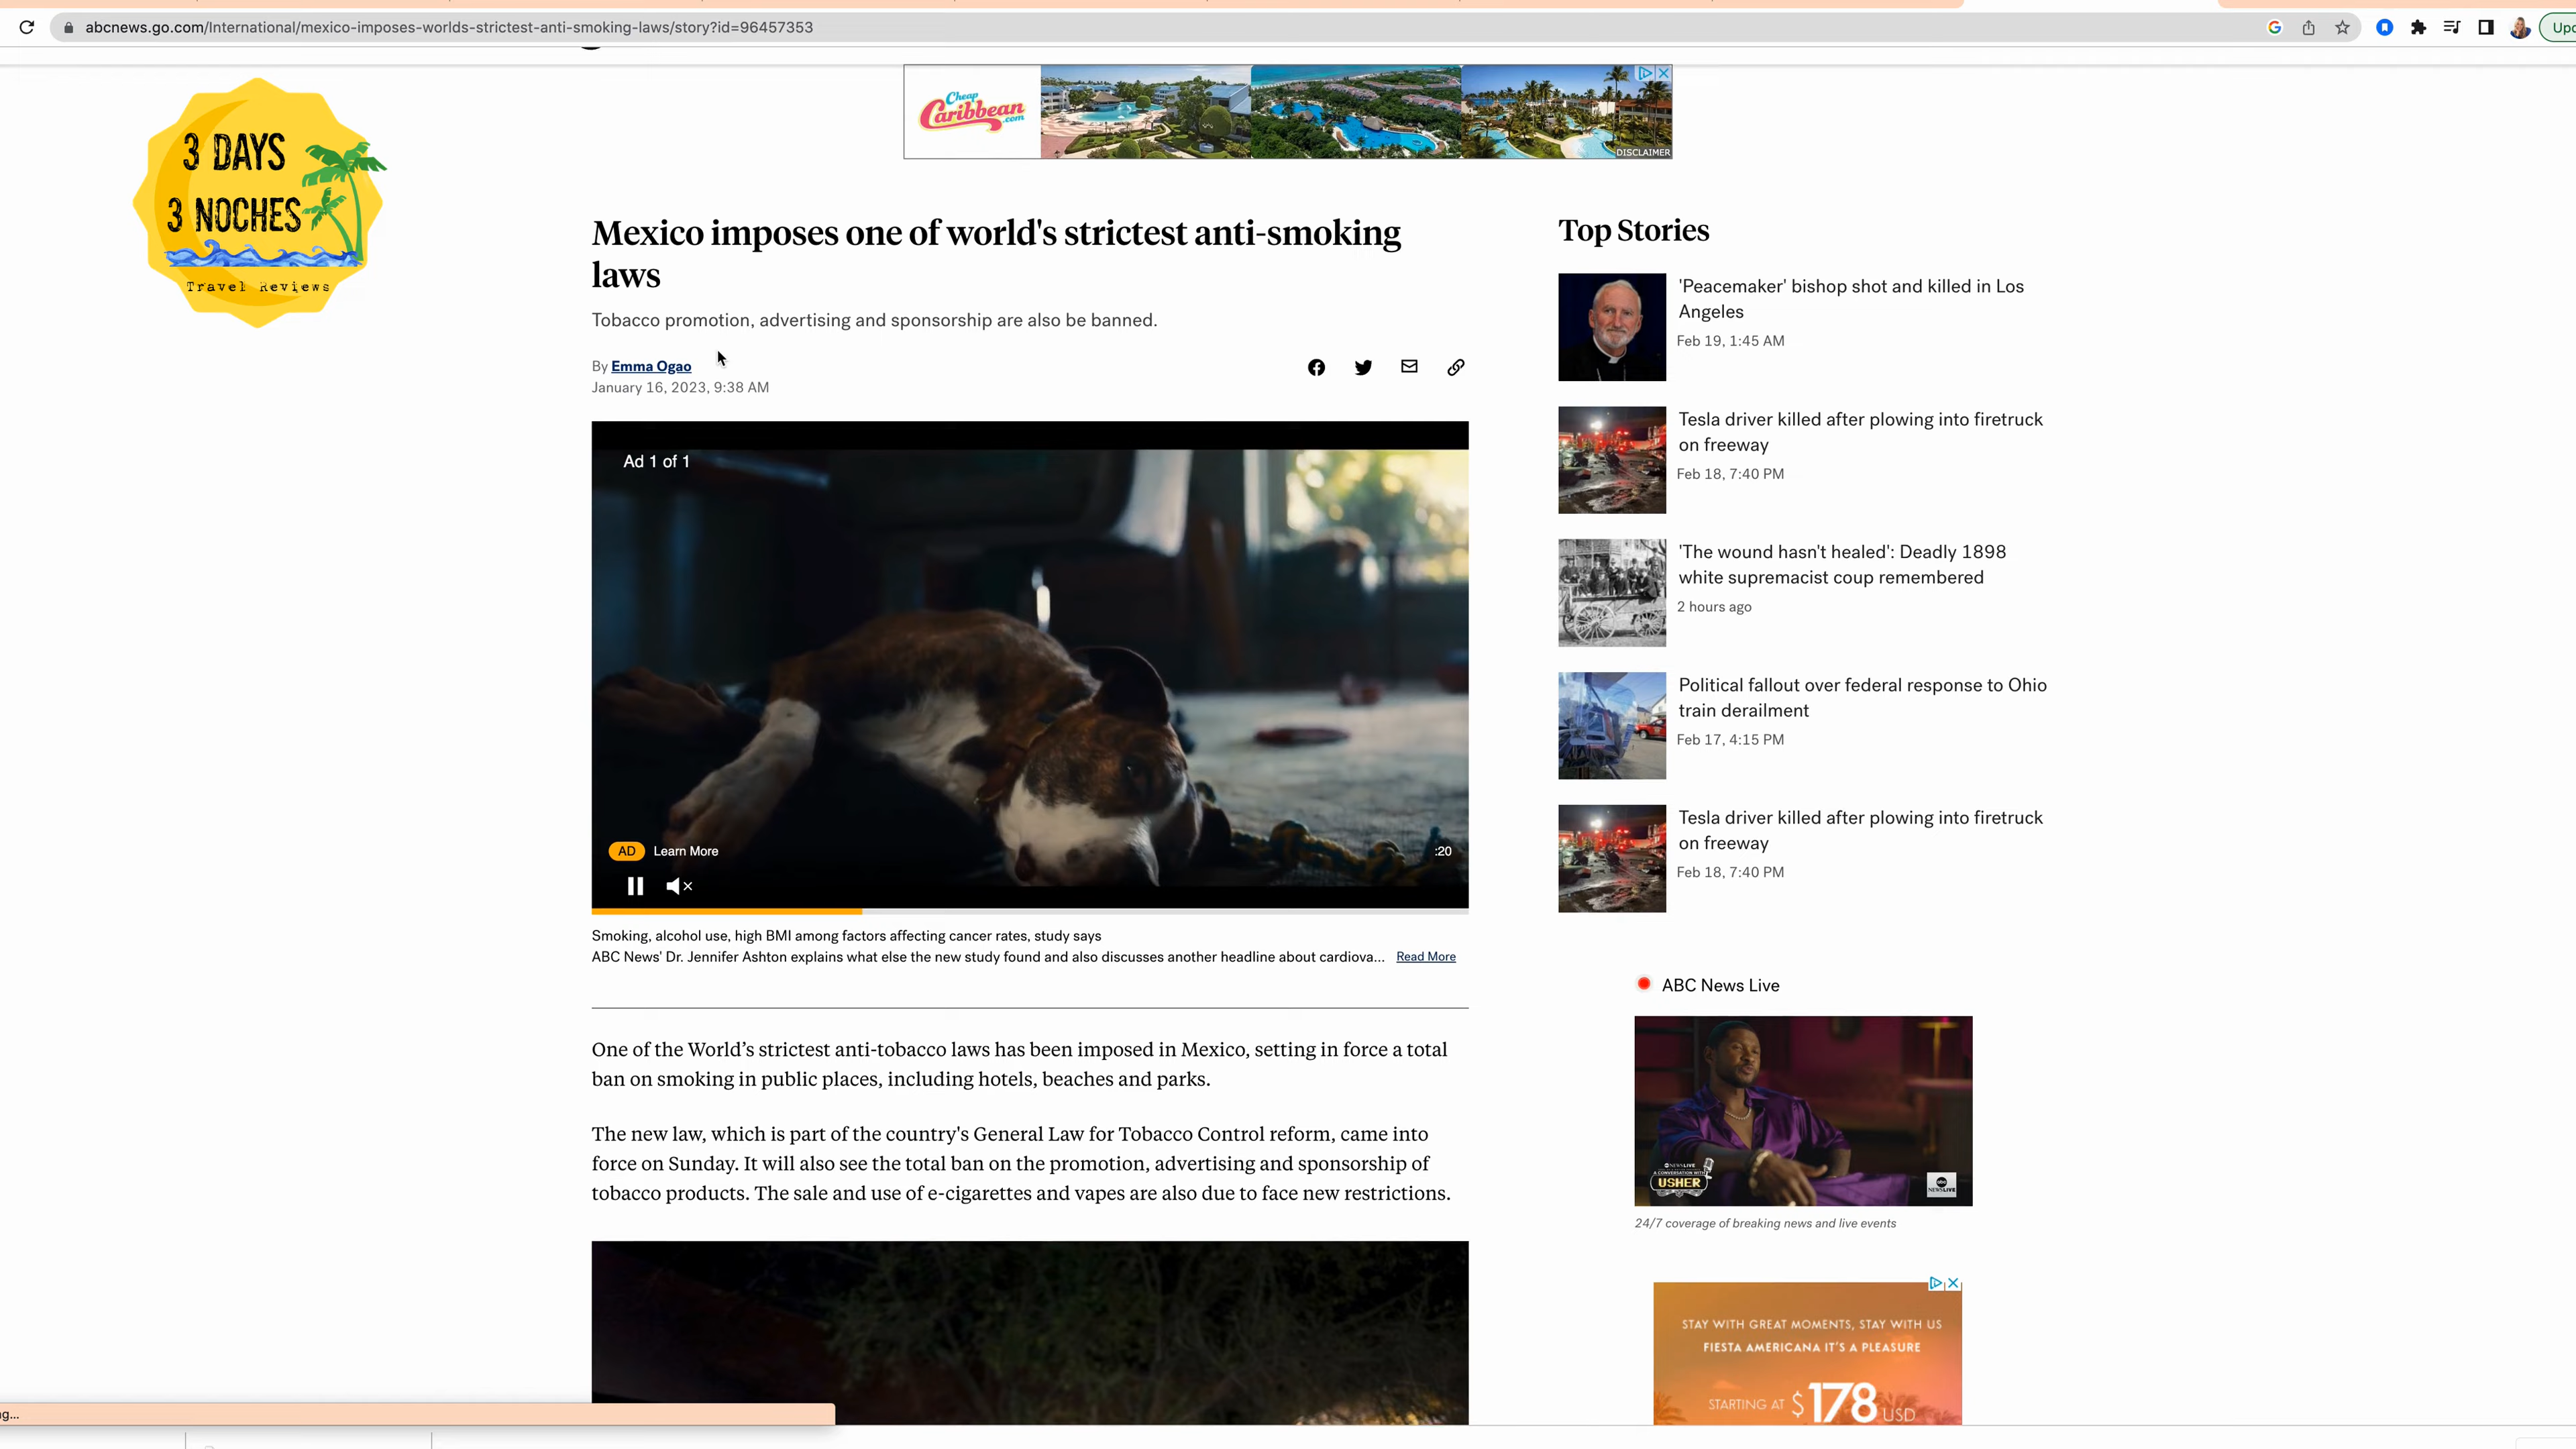 abcnews.go.com/International/mexico-imposes-worlds-strictest-anti-smoking-laws/story?id=96457353
3 DAYS
3 NOCHES
Travel Reviews
Cheap
Caribbean
.com
DISCLAIMER
Mexico imposes one of world's strictest anti-smoking
laws
Tobacco promotion, advertising and sponsorship are also be banned.
By Emma Ogao
January 16, 2023, 9:38 AM
Ad 1 of 1
AD Learn More
:20
Smoking, alcohol use, high BMI among factors affecting cancer rates, study says
ABC News' Dr. Jennifer Ashton explains what else the new study found and also discusses another headline about cardiova... Read More
One of the World’s strictest anti-tobacco laws has been imposed in Mexico, setting in force a total
ban on smoking in public places, including hotels, beaches and parks.
The new law, which is part of the country's General Law for Tobacco Control reform, came into
force on Sunday. It will also see the total ban on the promotion, advertising and sponsorship of
tobacco products. The sale and use of e-cigarettes and vapes are also due to face new restrictions.
Top Stories
'Peacemaker' bishop shot and killed in Los
Angeles
Feb 19, 1:45 AM
Tesla driver killed after plowing into firetruck
on freeway
Feb 18, 7:40 PM
'The wound hasn't healed': Deadly 1898
white supremacist coup remembered
2 hours ago
Political fallout over federal response to Ohio
train derailment
Feb 17, 4:15 PM
Tesla driver killed after plowing into firetruck
on freeway
Feb 18, 7:40 PM
ABC News Live
A CONVERSATION WITH
USHER
abc
NEWS LIVE
24/7 coverage of breaking news and live events
STAY WITH GREAT MOMENTS, STAY WITH US
FIESTA AMERICANA IT'S A PLEASURE
STARTING AT $178 USD